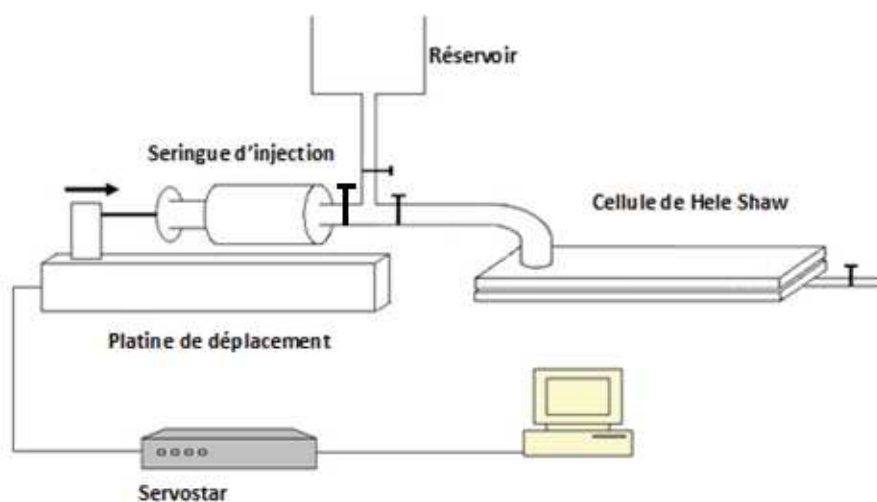 Réservoir
Seringue d'injection
Cellule de Hele Shaw
Platine de déplacement
Servostar